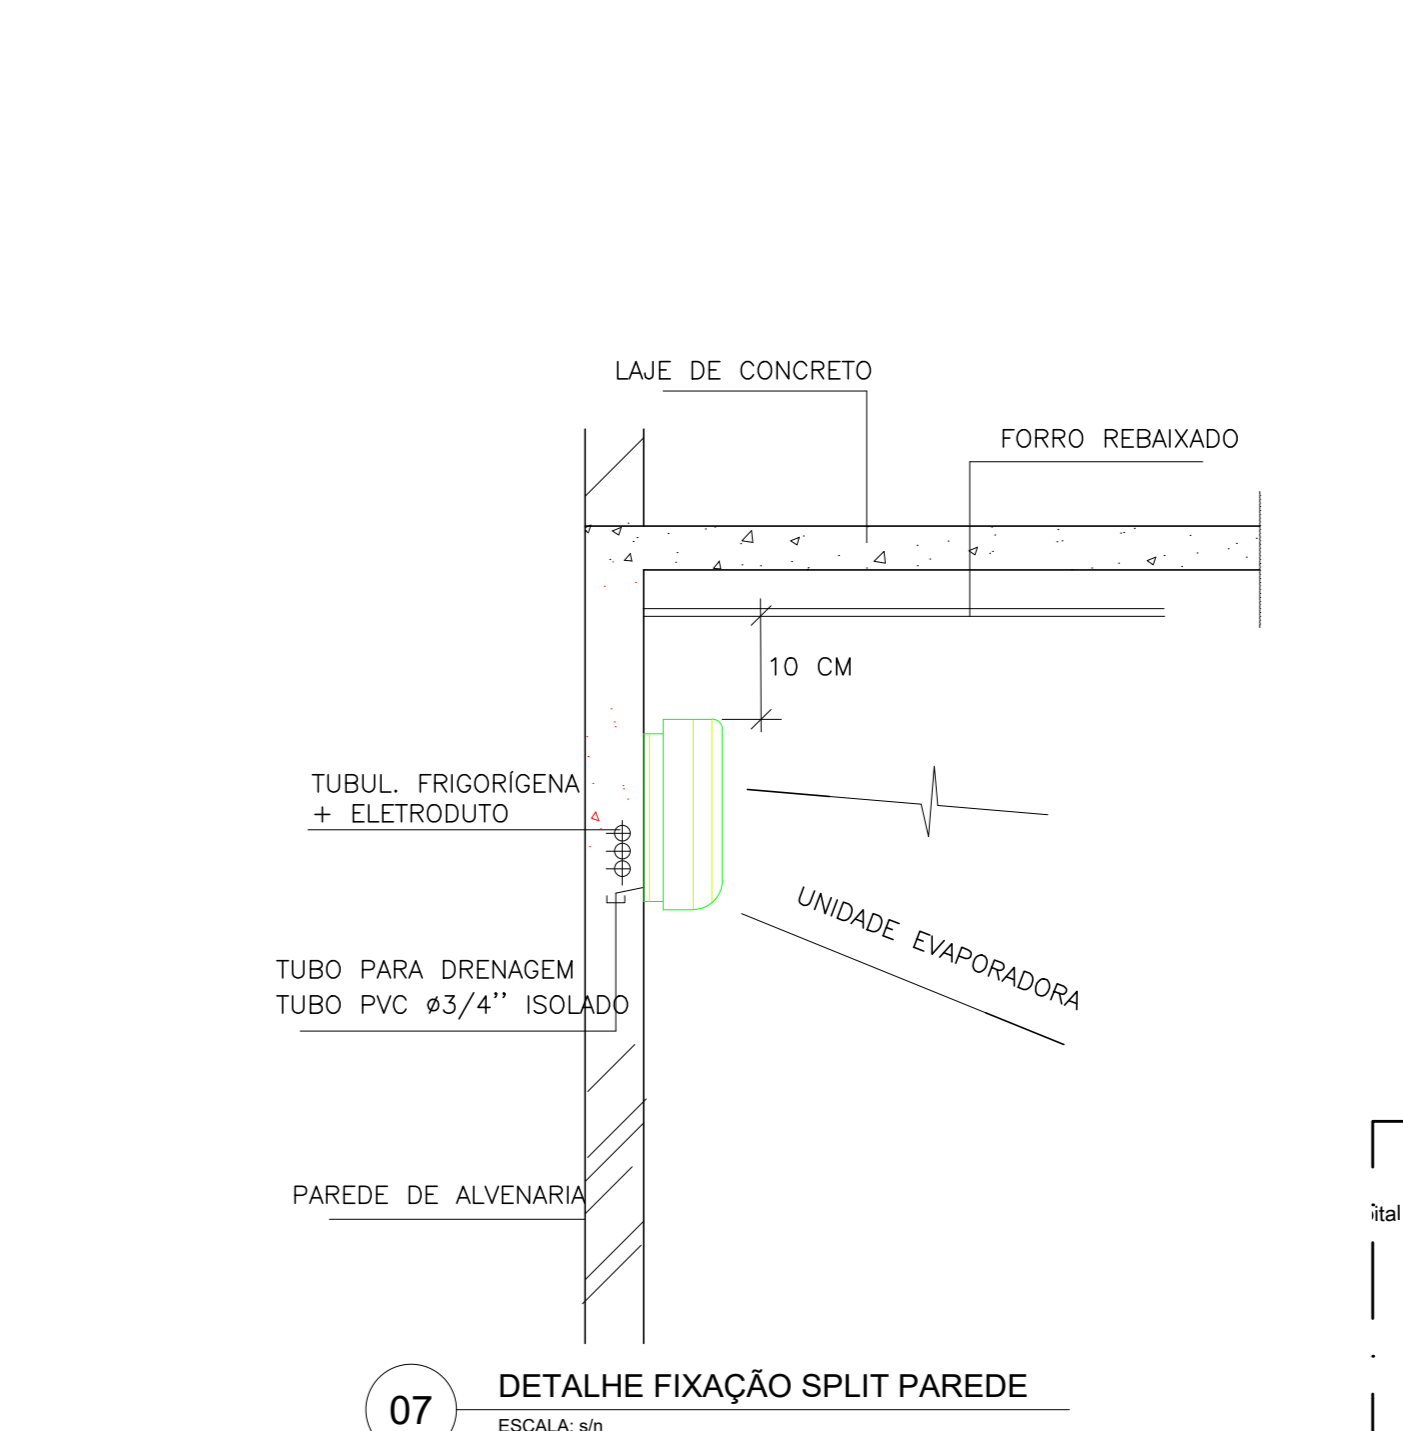 LAJE DE CONCRETO
FORRO REBAIXADO
10 CM
TUBUL. FRIGORÍGENA
+ ELETRODUTO
UNIDADE EVAPORADORA
TUBO PARA DRENAGEM
TUBO PVC ø3/4’’ ISOLADO
PAREDE DE ALVENARIA
ital
07
DETALHE FIXAÇÃO SPLIT PAREDE
ESCALA: s/n